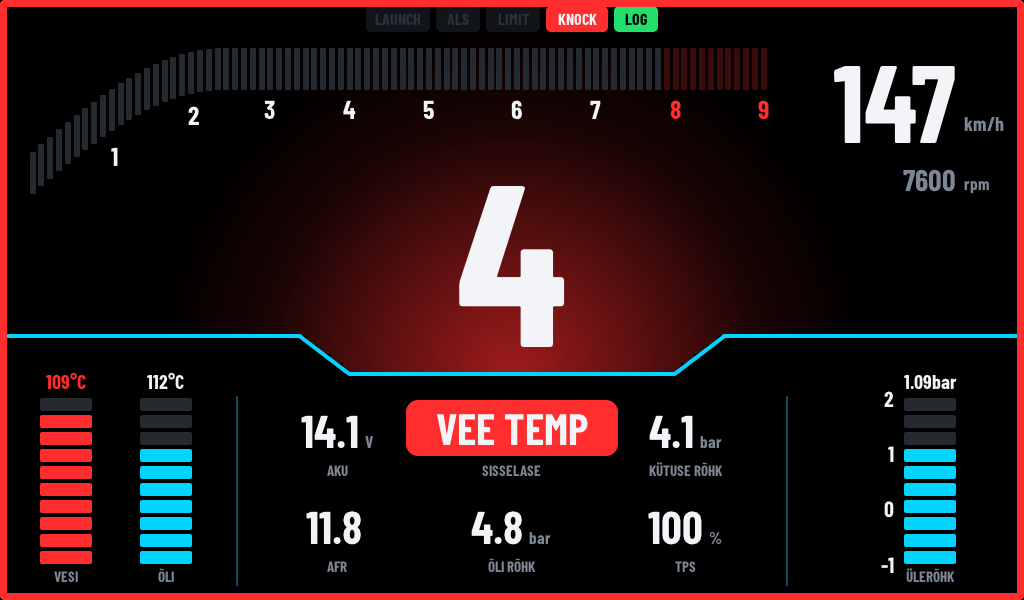 LAUNCH ALS LIMIT KNOCK LOG
1 2 3 4 5 6 7 8 9
147 km/h
7600 rpm
4
109°C 112°C
VESI ÕLI
14.1 V
AKU
VEE TEMP
SISSELASE
4.1 bar
KÜTUSE RÕHK
11.8
AFR
4.8 bar
ÕLI RÕHK
100 %
TPS
1.09bar
2
1
0
-1
ÜLERÕHK